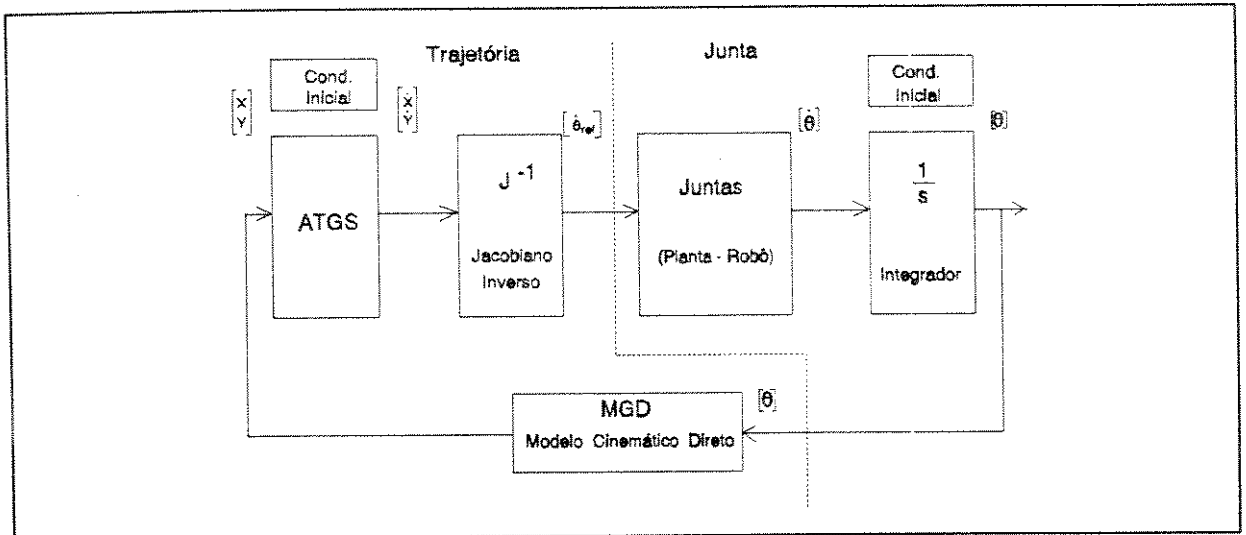 Trajetória
Junta
Cond.
Inicial
Cond.
Inicial
[X Y]
[Ẋ Ẏ]
[θ̇ref]
[θ̇]
[θ]
ATGS
J -1
Jacobiano
Inverso
Juntas
(Planta - Robô)
1
s
Integrador
MGD
Modelo Cinemático Direto
[θ]